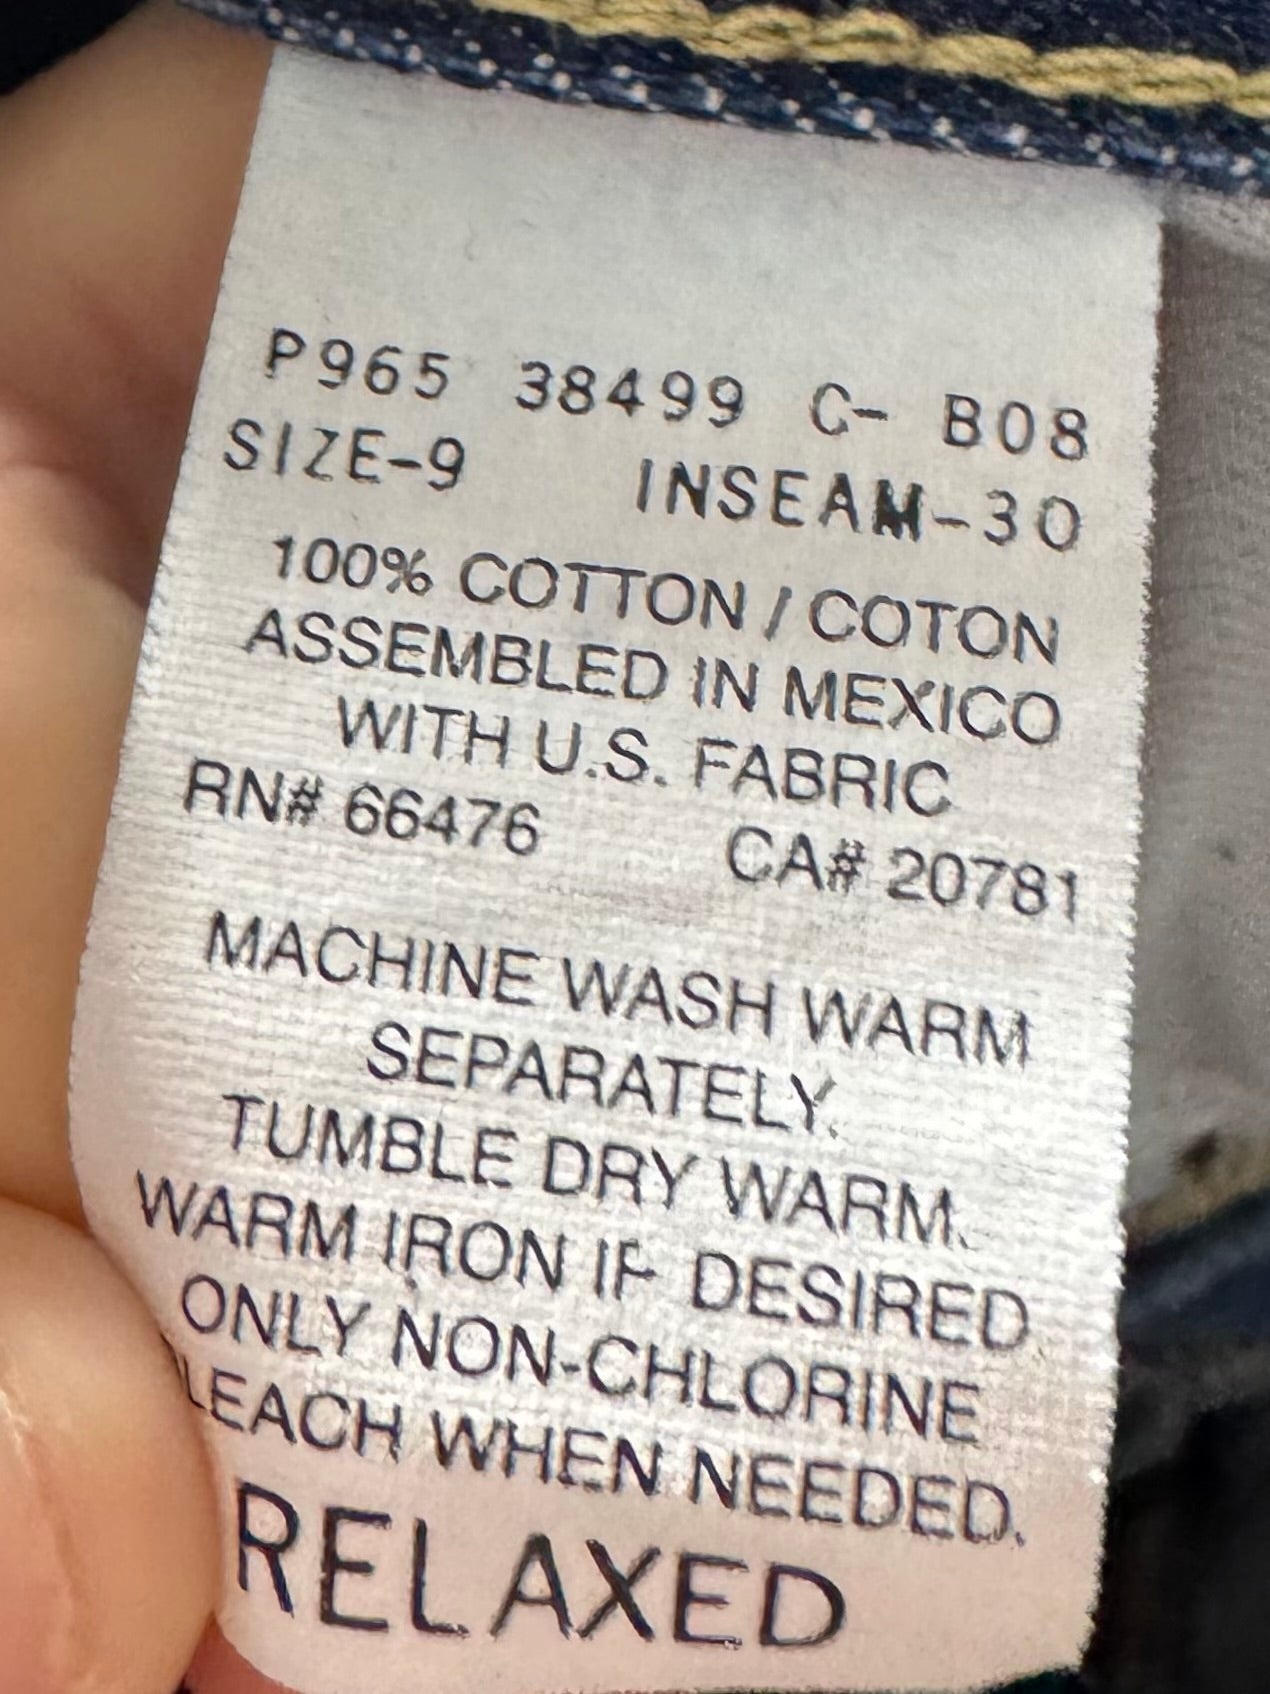 P965 38499 C- B08
SIZE-9 INSEAM-30
100% COTTON / COTON
ASSEMBLED IN MEXICO
WITH U.S. FABRIC
RN# 66476 CA# 20781
MACHINE WASH WARM
SEPARATELY.
TUMBLE DRY WARM.
WARM IRON IF DESIRED
ONLY NON-CHLORINE
LEACH WHEN NEEDED.
RELAXED